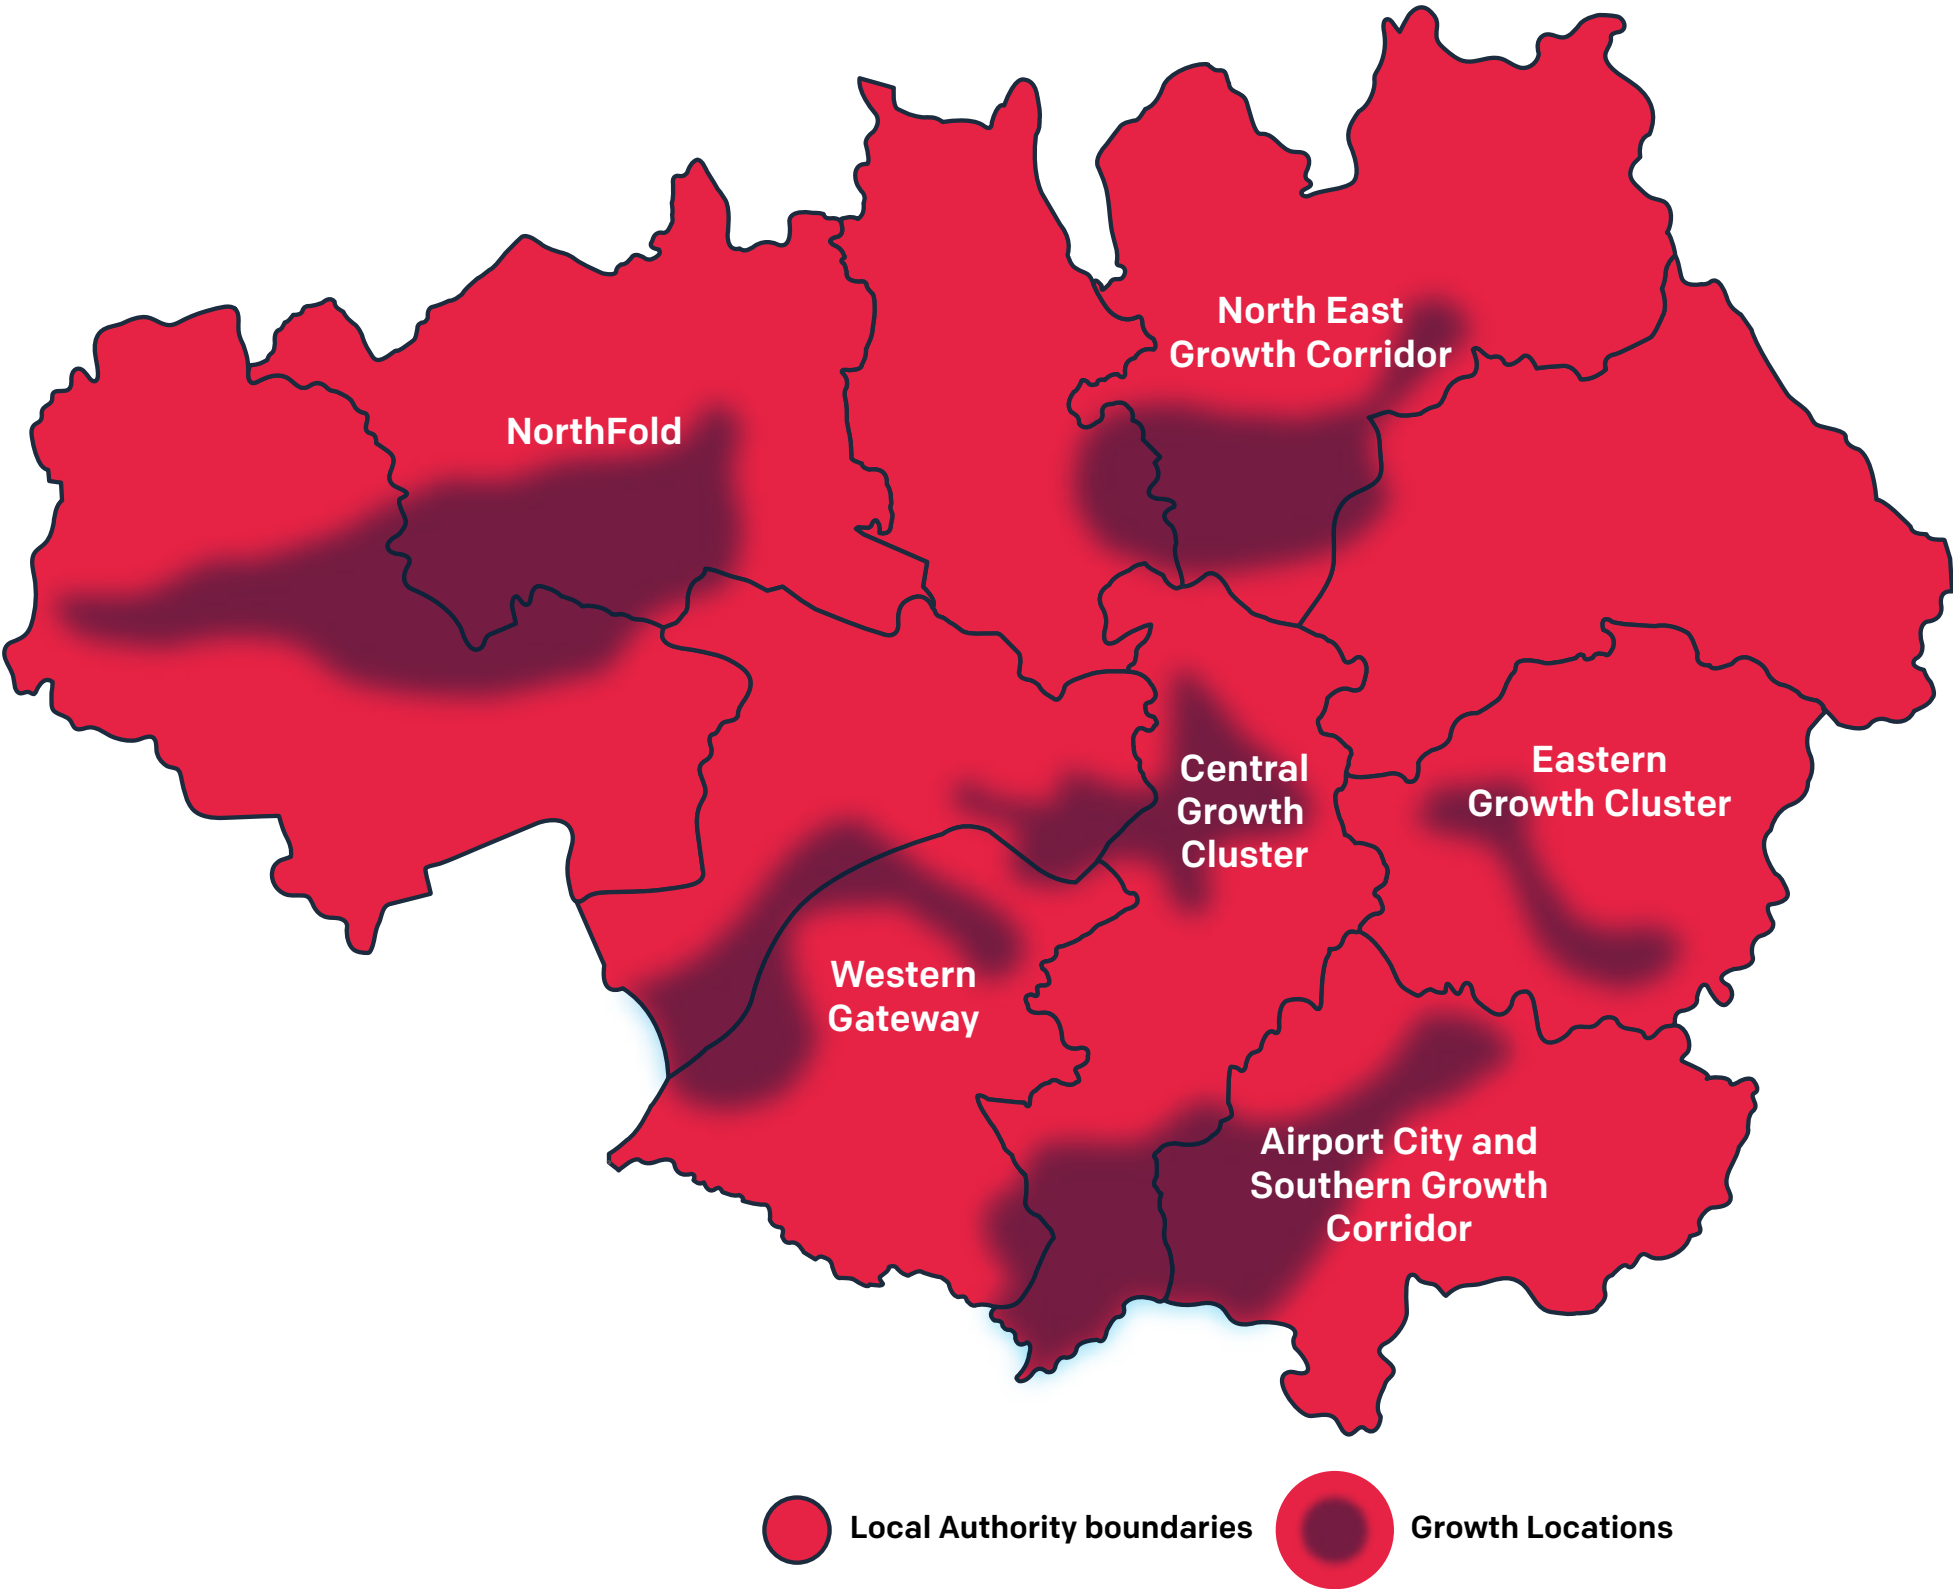 North East
Growth Corridor
NorthFold
Central
Growth
Cluster
Eastern
Growth Cluster
Western
Gateway
Airport City and
Southern Growth
Corridor
Local Authority boundaries
Growth Locations